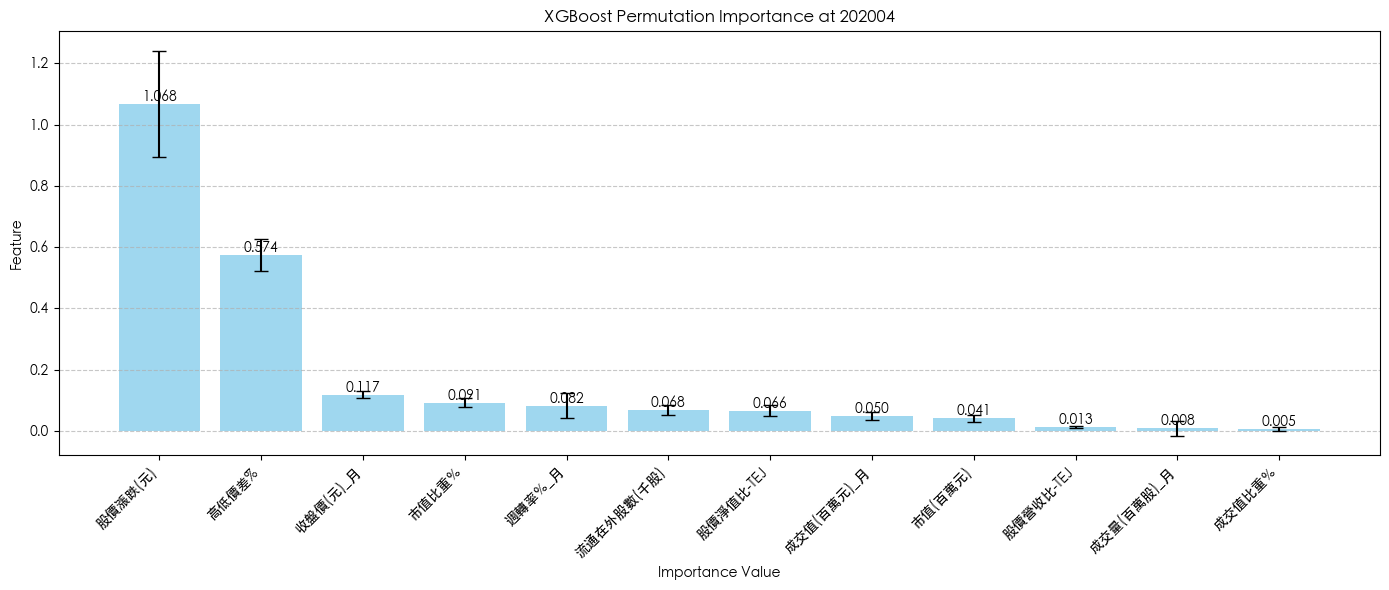 XGBoost Permutation Importance at 202004
Feature
1.2
1.0
0.8
0.6
0.4
0.2
0.0
1.068
0.574
0.117
0.091
0.082
0.068
0.066
0.050
0.041
0.013
0.008
0.005
股價漲跌(元)
高低價差%
收盤價(元)_月
市值比重%
週轉率%_月
流通在外股數(千股)
股價淨值比-TEJ
成交值(百萬元)_月
市值(百萬元)
股價營收比-TEJ
成交量(百萬股)_月
成交值比重%
Importance Value